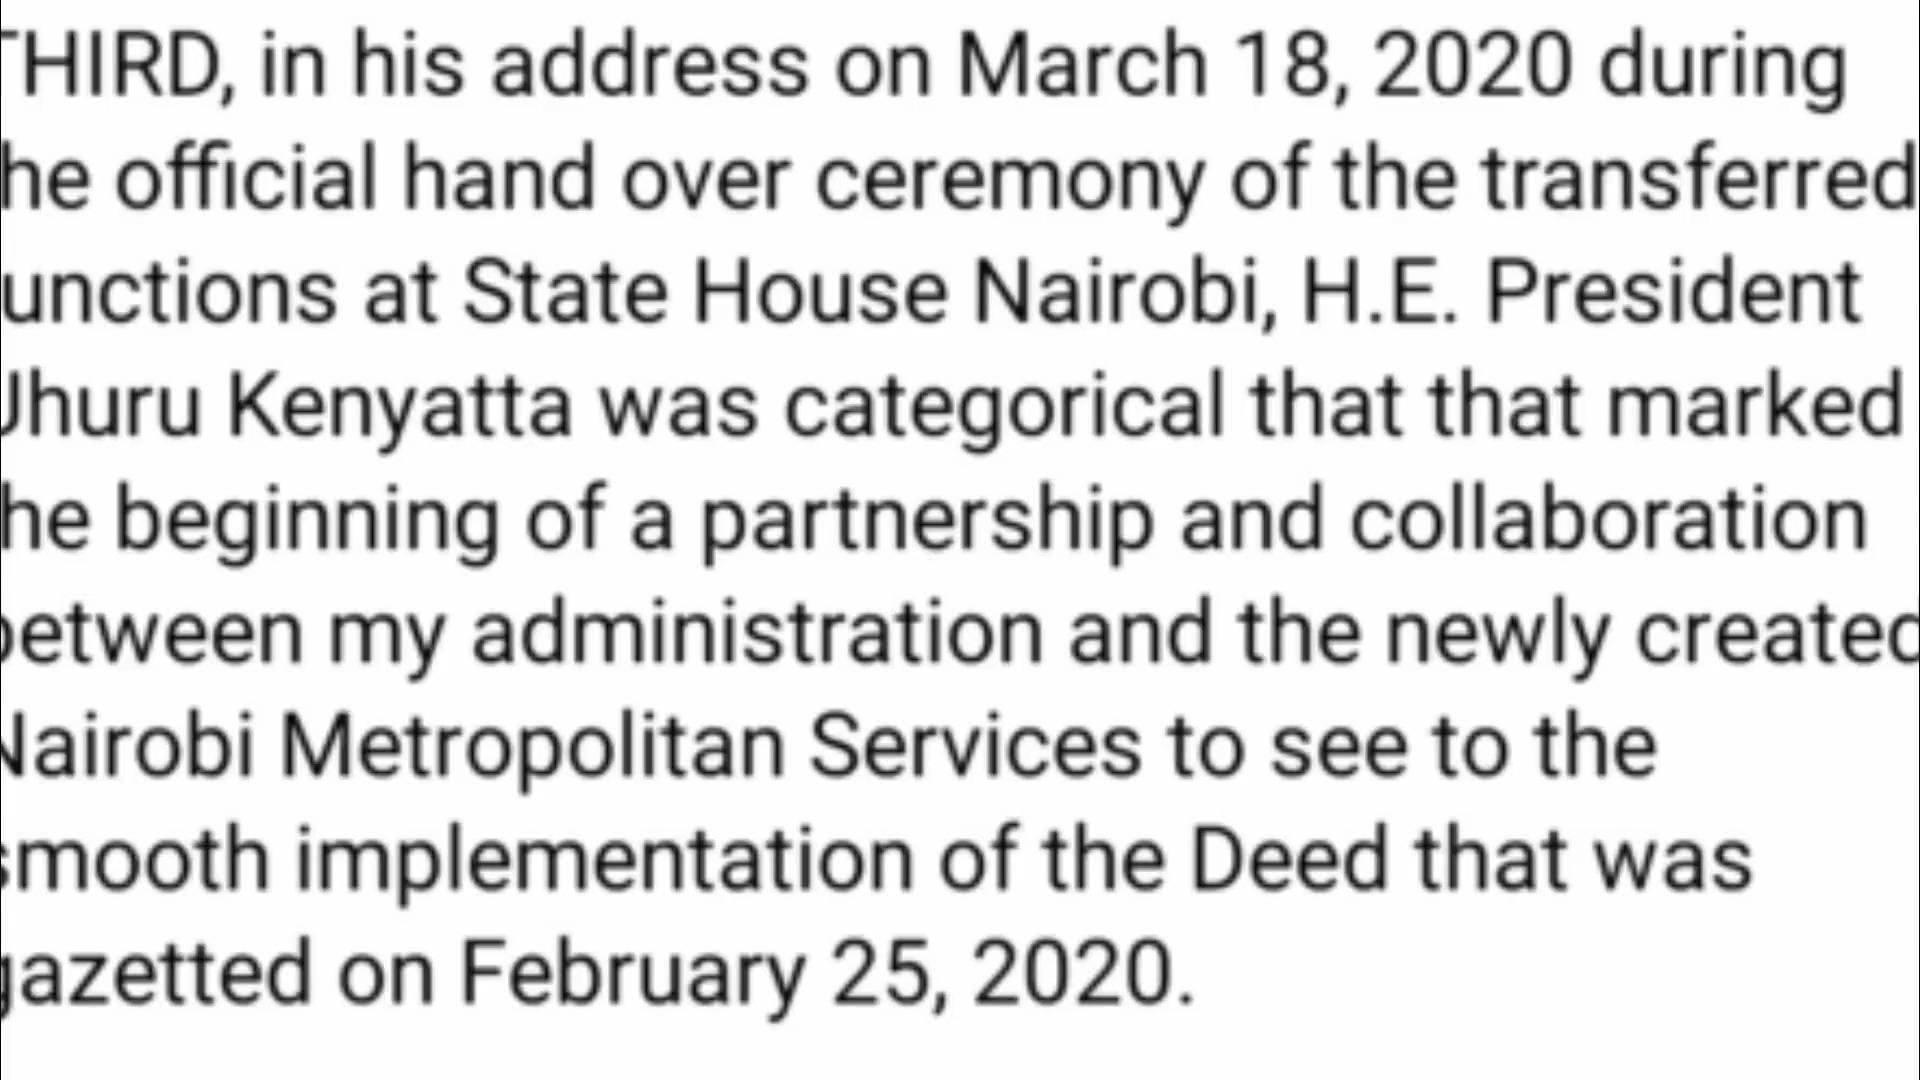 THIRD, in his address on March 18, 2020 during
he official hand over ceremony of the transferred
unctions at State House Nairobi, H.E. President
Uhuru Kenyatta was categorical that that marked
he beginning of a partnership and collaboration
between my administration and the newly created
Nairobi Metropolitan Services to see to the
smooth implementation of the Deed that was
gazetted on February 25, 2020.